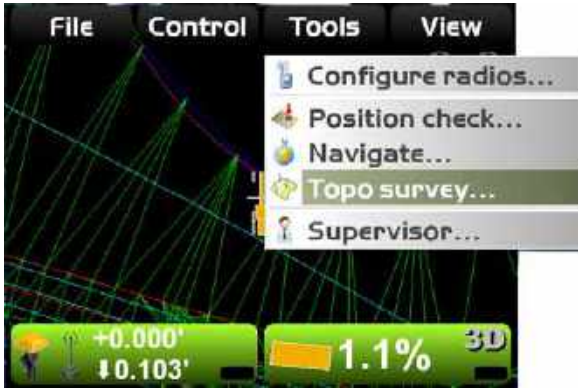 File Control Tools View
Configure radios...
Position check...
Navigate...
Topo survey...
Supervisor...
+0.000'
⬇0.103'
1.1%
3D